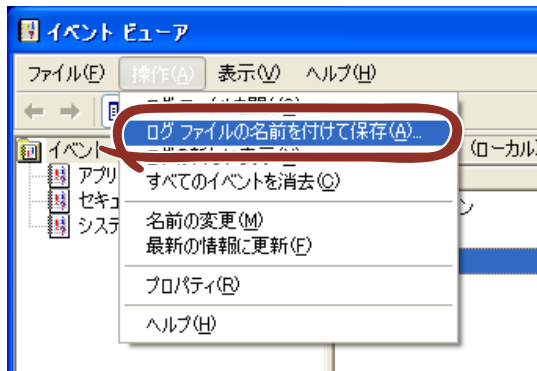 イベント ビューア
ファイル(F) 操作(A) 表示(V) ヘルプ(H)
ログ ファイルの名前を付けて保存(A)...
イベント
(ローカル)
アプリ
すべてのイベントを消去(C)
セキュ
システ
名前の変更(M)
最新の情報に更新(F)
プロパティ(R)
ヘルプ(H)